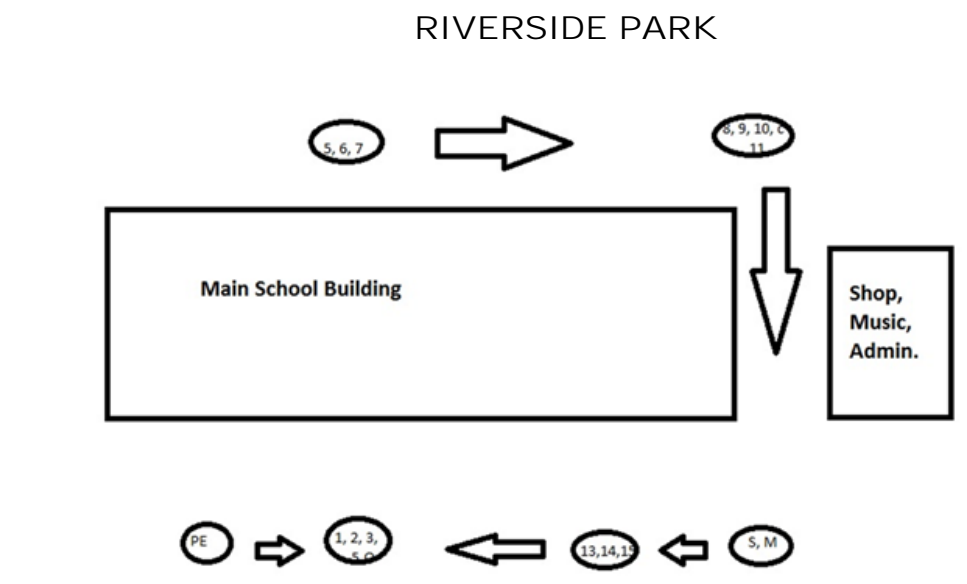 RIVERSIDE PARK
5, 6, 7
8, 9, 10, c
11
Main School Building
Shop,
Music,
Admin.
PE
1, 2, 3,
13,14,15
S, M